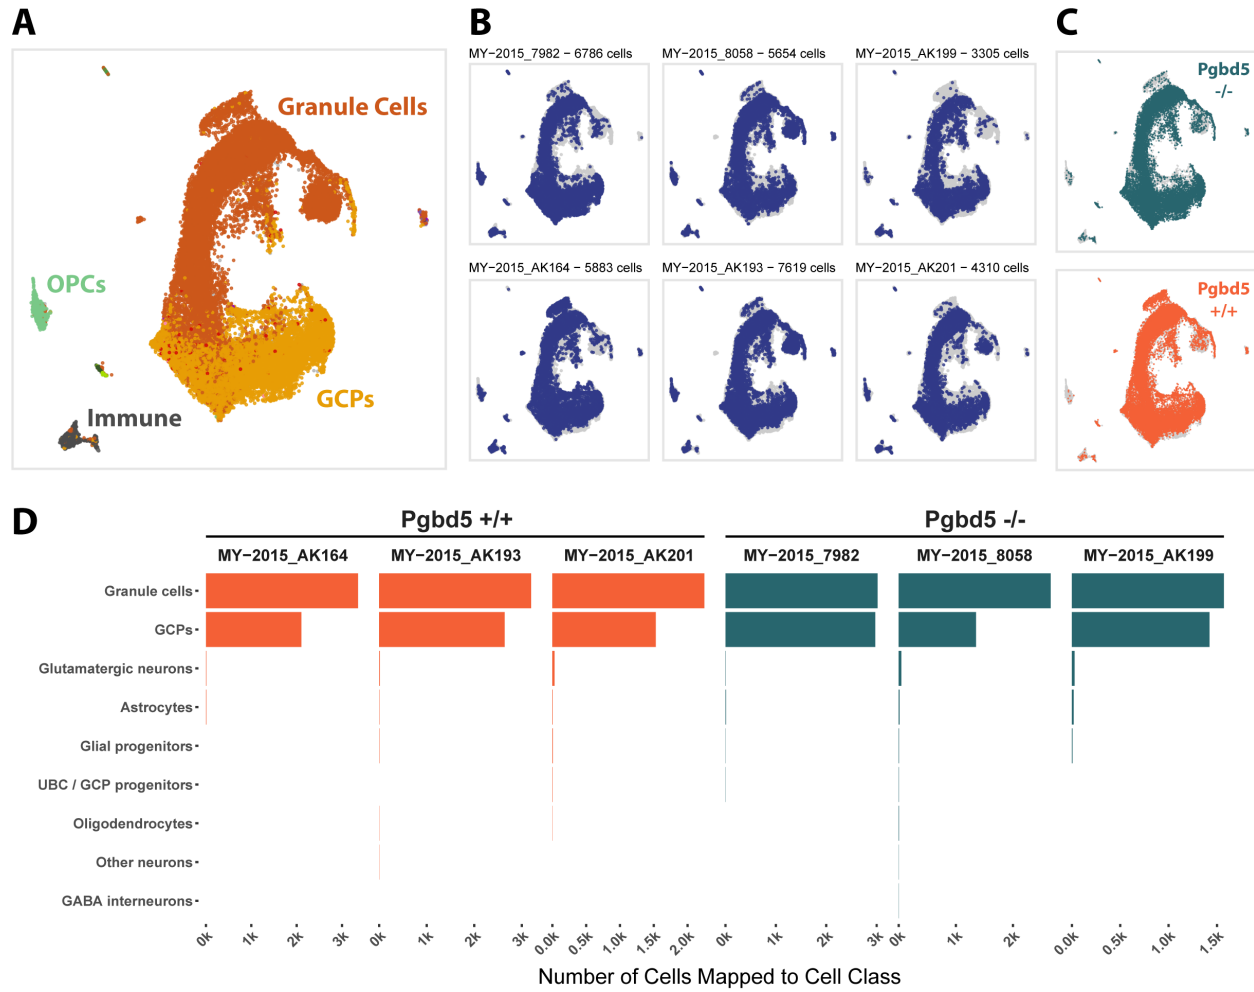 A
B
C
Granule Cells
OPCs
GCPs
Immune
MY−2015_7982 − 6786 cells
MY−2015_8058 − 5654 cells
MY−2015_AK199 − 3305 cells
MY−2015_AK164 − 5883 cells
MY−2015_AK193 − 7619 cells
MY−2015_AK201 − 4310 cells
Pgbd5
-/-
Pgbd5
+/+
D
Pgbd5 +/+
Pgbd5 -/-
MY−2015_AK164
MY−2015_AK193
MY−2015_AK201
MY−2015_7982
MY−2015_8058
MY−2015_AK199
Granule cells
GCPs
Glutamatergic neurons
Astrocytes
Glial progenitors
UBC / GCP progenitors
Oligodendrocytes
Other neurons
GABA interneurons
0k 1k 2k 3k
0k 1k 2k 3k
0.0k 0.5k 1.0k 1.5k 2.0k
0k 1k 2k 3k
0k 1k 2k
0.0k 0.5k 1.0k 1.5k
Number of Cells Mapped to Cell Class